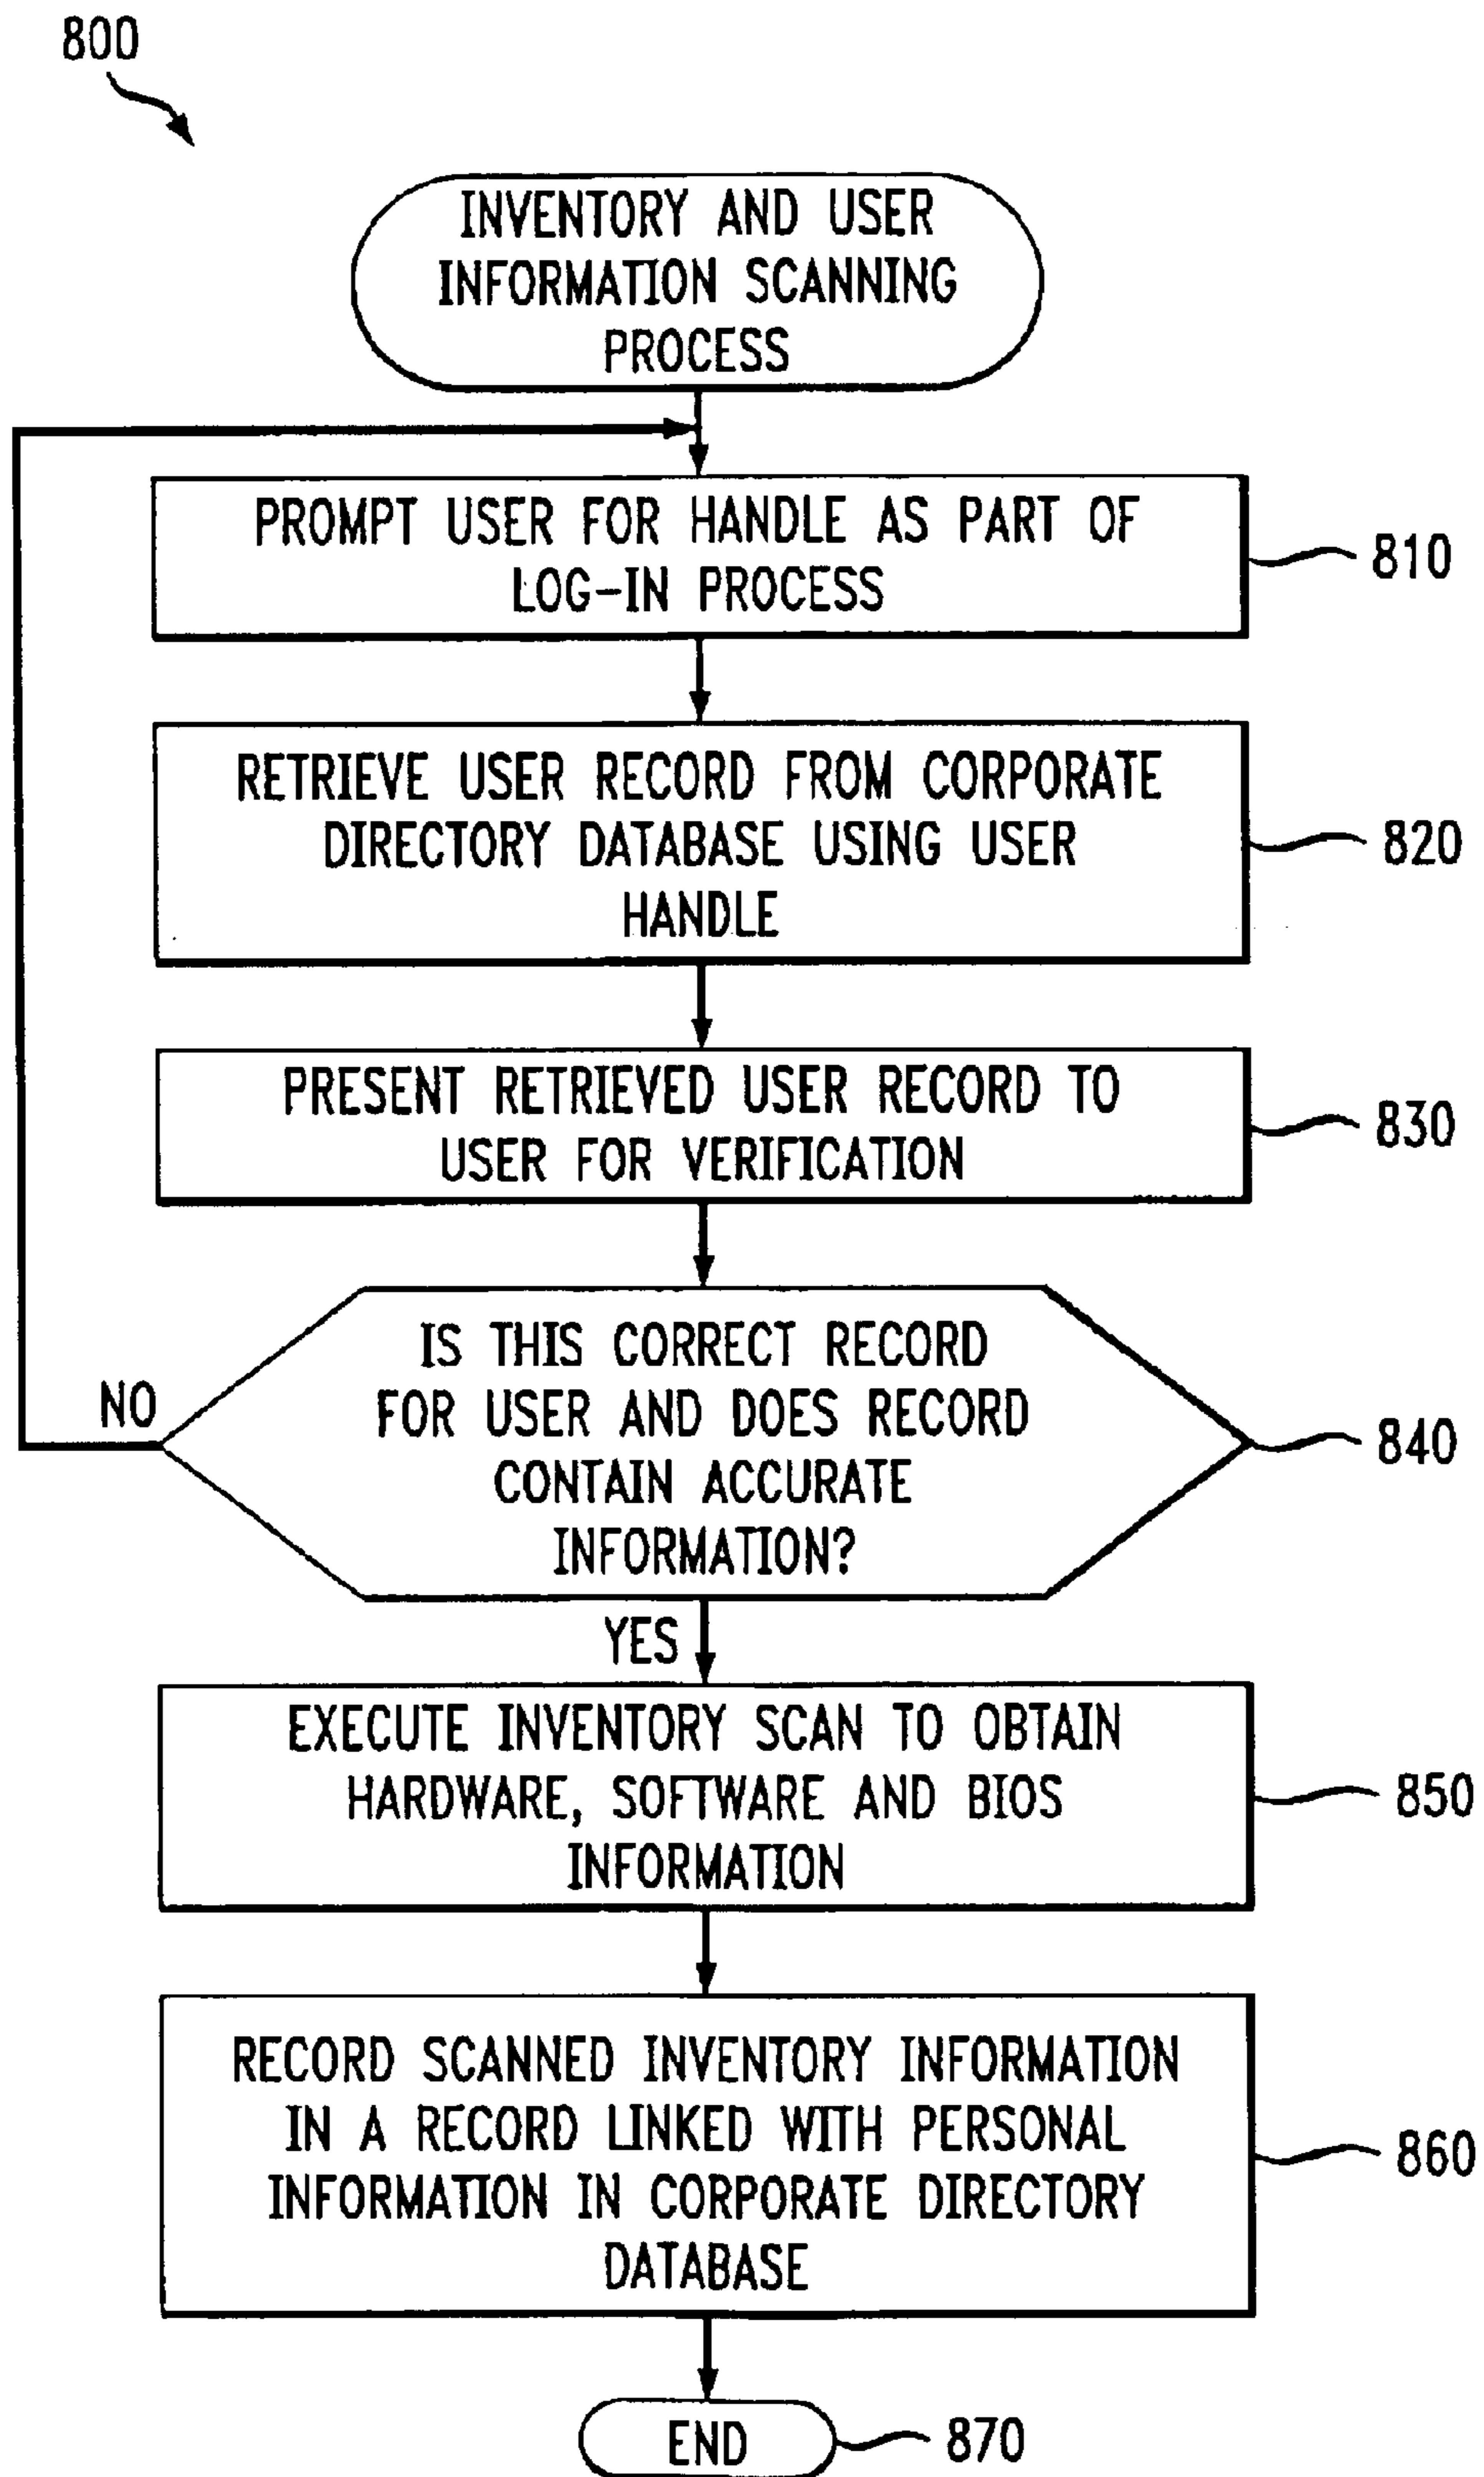 800
INVENTORY AND USER
INFORMATION SCANNING
PROCESS
PROMPT USER FOR HANDLE AS PART OF
LOG-IN PROCESS
810
RETRIEVE USER RECORD FROM CORPORATE
DIRECTORY DATABASE USING USER
HANDLE
820
PRESENT RETRIEVED USER RECORD TO
USER FOR VERIFICATION
830
IS THIS CORRECT RECORD
FOR USER AND DOES RECORD
CONTAIN ACCURATE
INFORMATION?
840
NO
YES
EXECUTE INVENTORY SCAN TO OBTAIN
HARDWARE, SOFTWARE AND BIOS
INFORMATION
850
RECORD SCANNED INVENTORY INFORMATION
IN A RECORD LINKED WITH PERSONAL
INFORMATION IN CORPORATE DIRECTORY
DATABASE
860
END
870